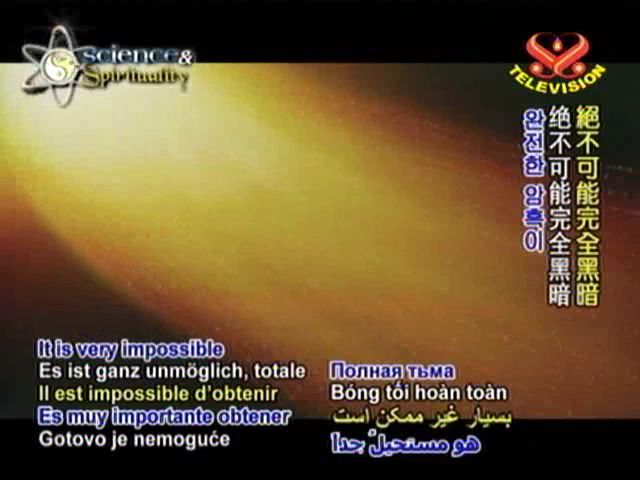 Science &
Spirituality
TELEVISION
絕不可能完全黑暗
绝不可能完全黑暗
완전한 암흑이
It is very impossible
Es ist ganz unmöglich, totale
Il est impossible d'obtenir
Es muy importante obtener
Gotovo je nemoguće
Полная тьма
Bóng tối hoàn toàn
بسیار غیر ممکن است
هو مستحيلٌ جداً